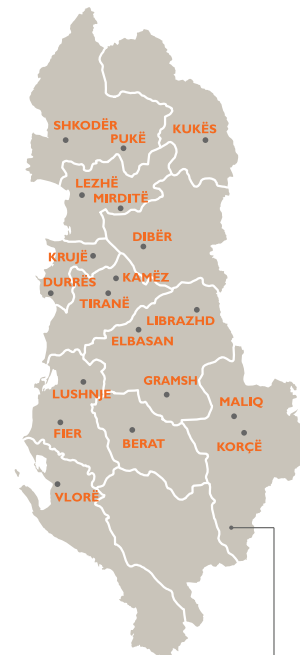 SHKODËR
PUKË
KUKËS
LEZHË
MIRDITË
DIBËR
KRUJË
KAMËZ
DURRËS
TIRANË
LIBRAZHD
ELBASAN
GRAMSH
LUSHNJE
MALIQ
FIER
BERAT
KORÇË
VLORË